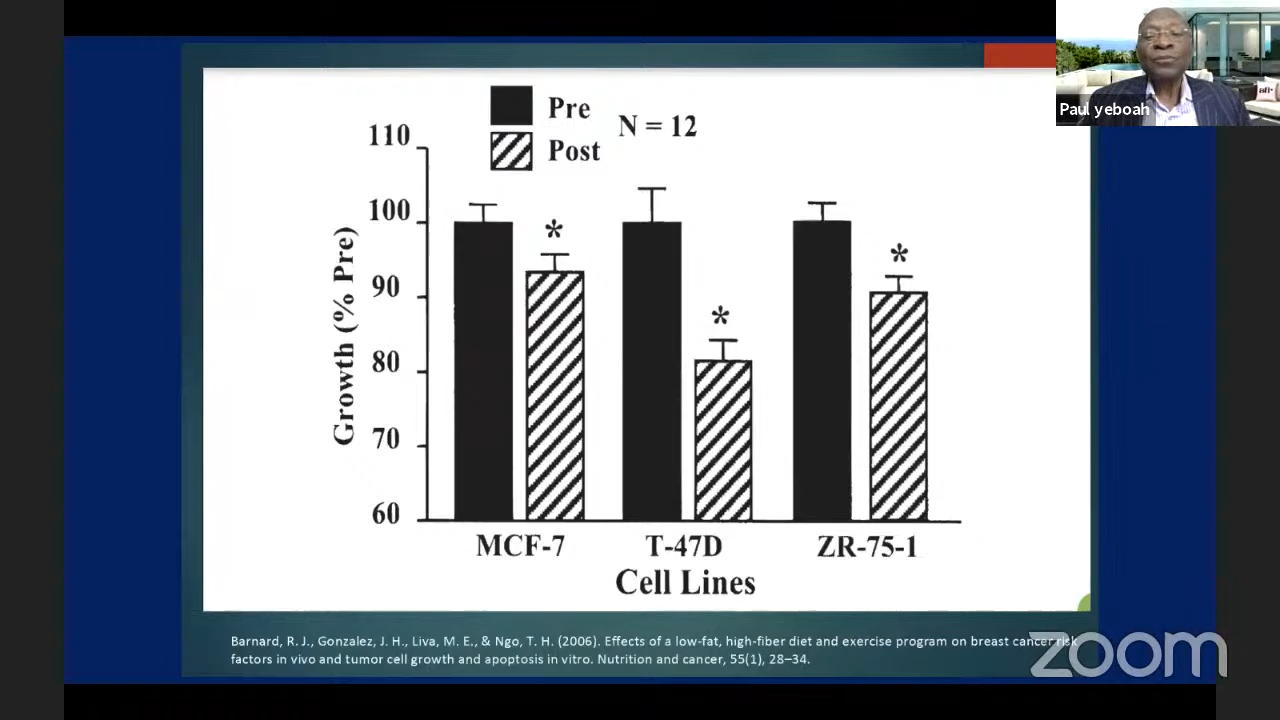 Paul yeboah
Pre
Post
N = 12
110
100
90
80
70
60
Growth (% Pre)
*
*
*
MCF-7
T-47D
ZR-75-1
Cell Lines
Barnard, R. J., Gonzalez, J. H., Liva, M. E., & Ngo, T. H. (2006). Effects of a low-fat, high-fiber diet and exercise program on breast cancer risk
factors in vivo and tumor cell growth and apoptosis in vitro. Nutrition and cancer, 55(1), 28–34.
zoom